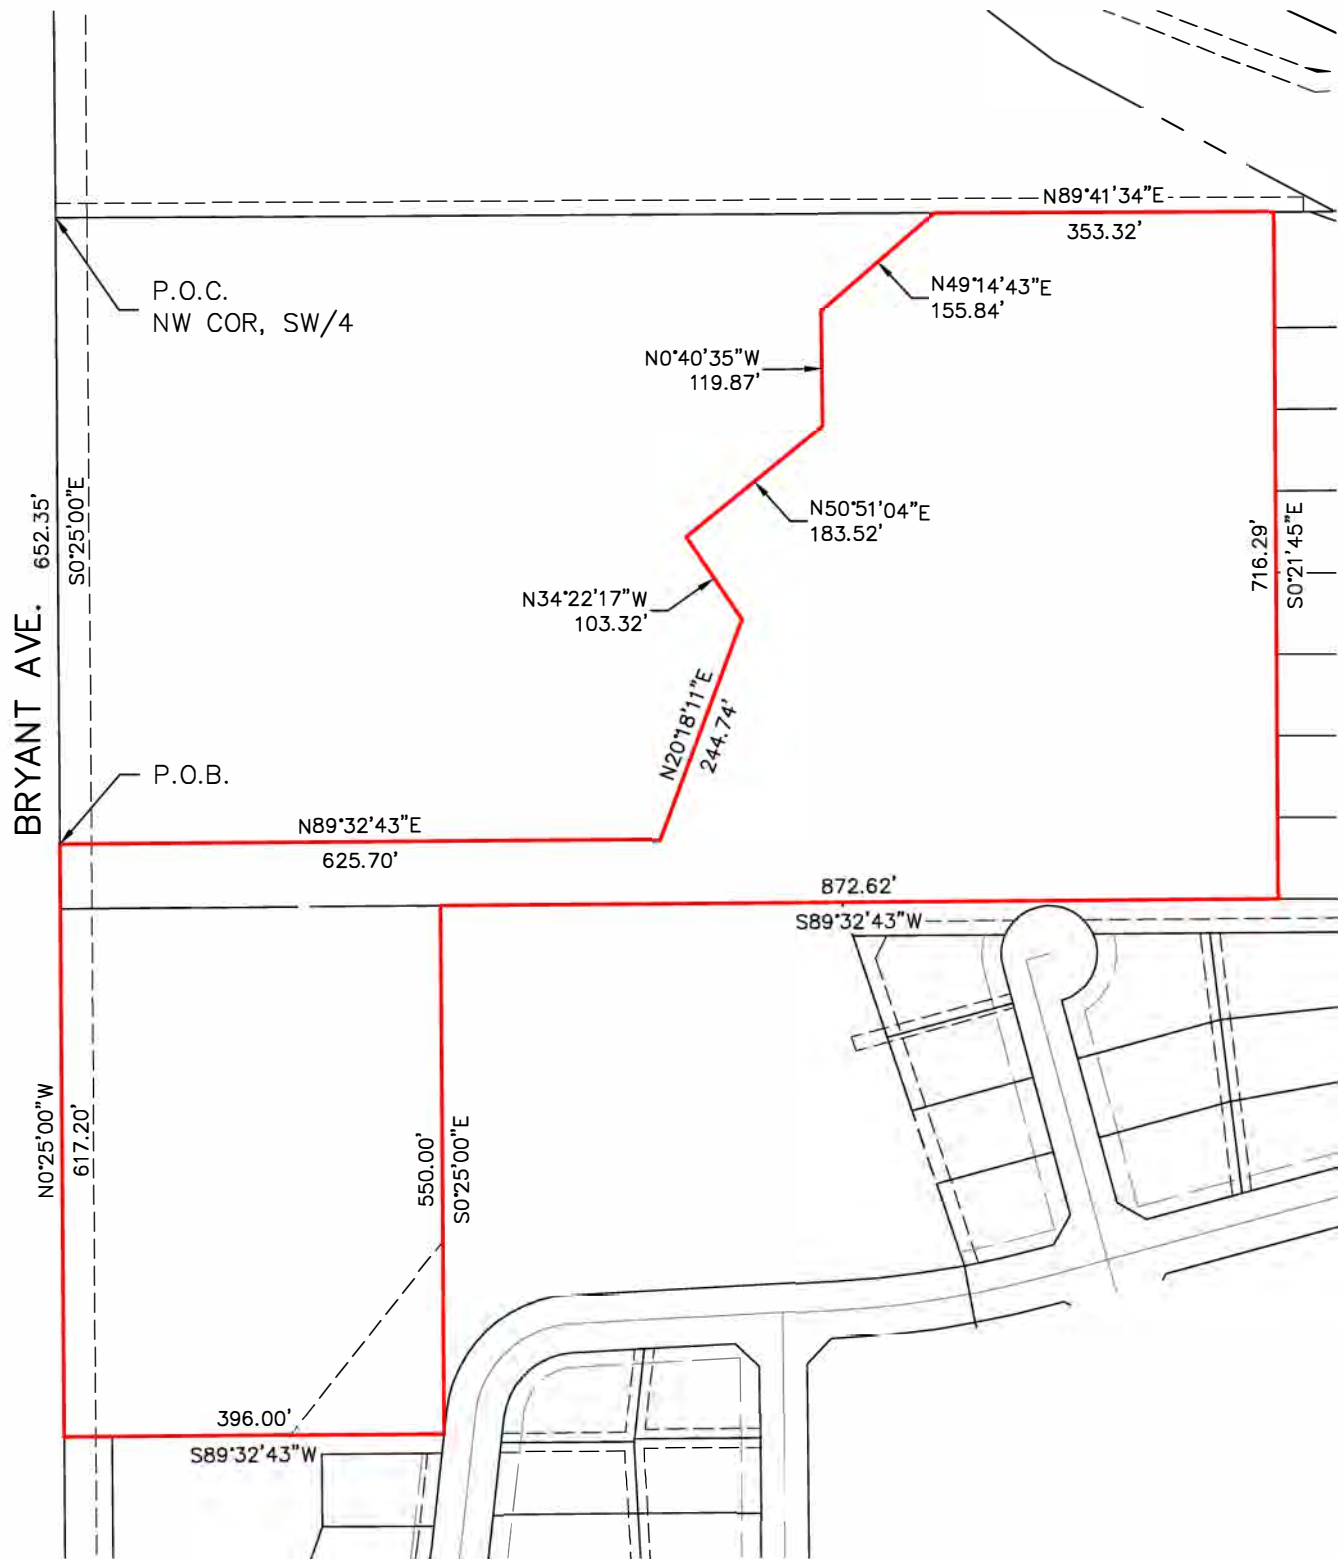 N89°41'34"E
353.32'
P.O.C.
NW COR, SW/4
N49°14'43"E
155.84'
N0°40'35"W
119.87'
652.35'
S0°25'00"E
N50°51'04"E
183.52'
716.29'
S0°21'45"E
N34°22'17"W
103.32'
BRYANT AVE.
N20°18'11"E
244.74'
P.O.B.
N89°32'43"E
625.70'
872.62'
S89°32'43"W
N0°25'00"W
617.20'
550.00'
S0°25'00"E
396.00'
S89°32'43"W